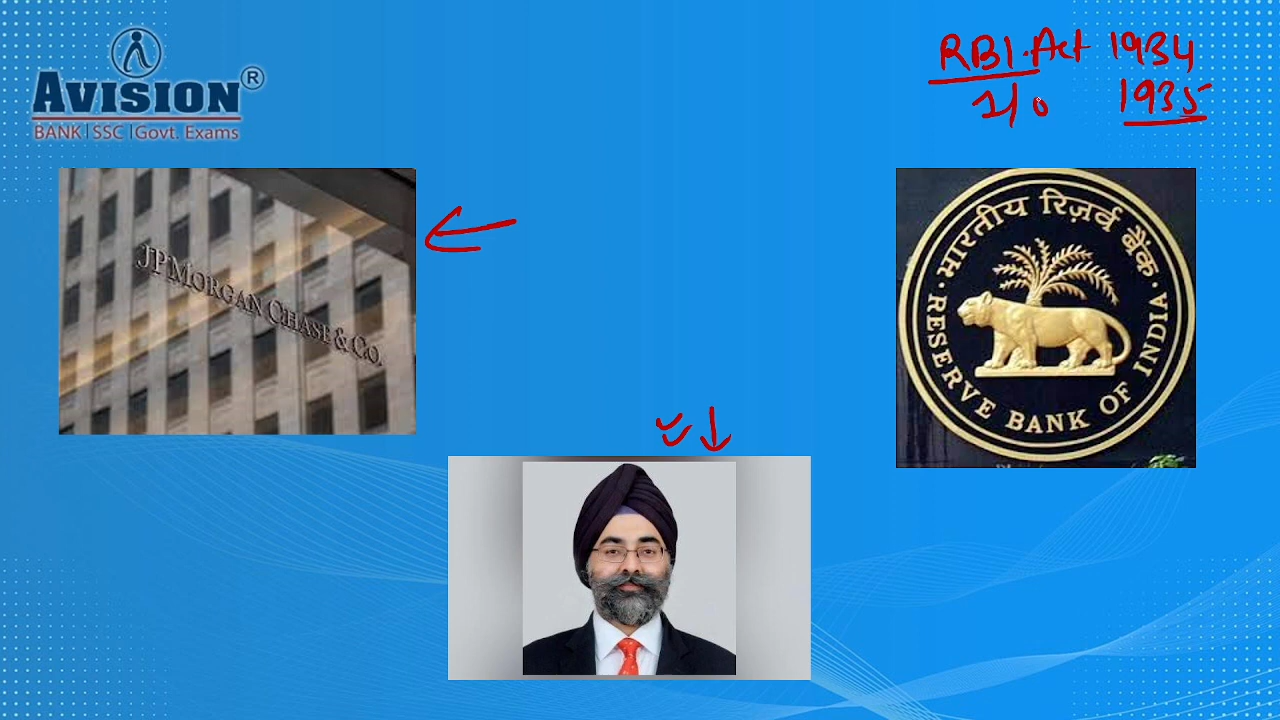 AVISION®
BANK | SSC | Govt. Exams
RBI Act 1934
1935
JPMORGAN CHASE & CO.
भारतीय रिज़र्व बैंक
RESERVE BANK OF INDIA